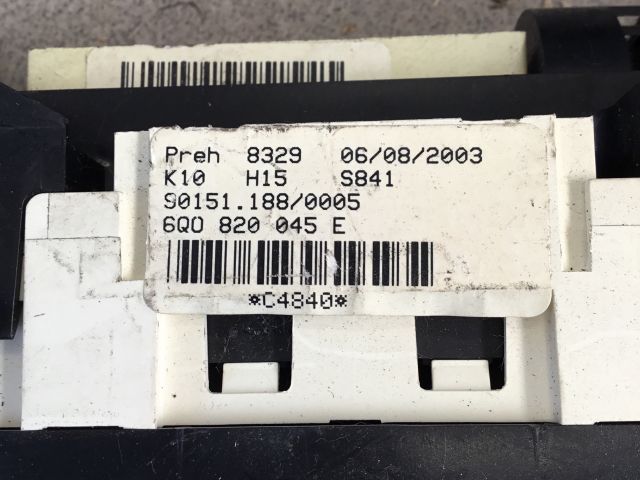 Preh 8329 06/08/2003
K10 H15 S841
90151.188/0005
6Q0 820 045 E
*C4840*